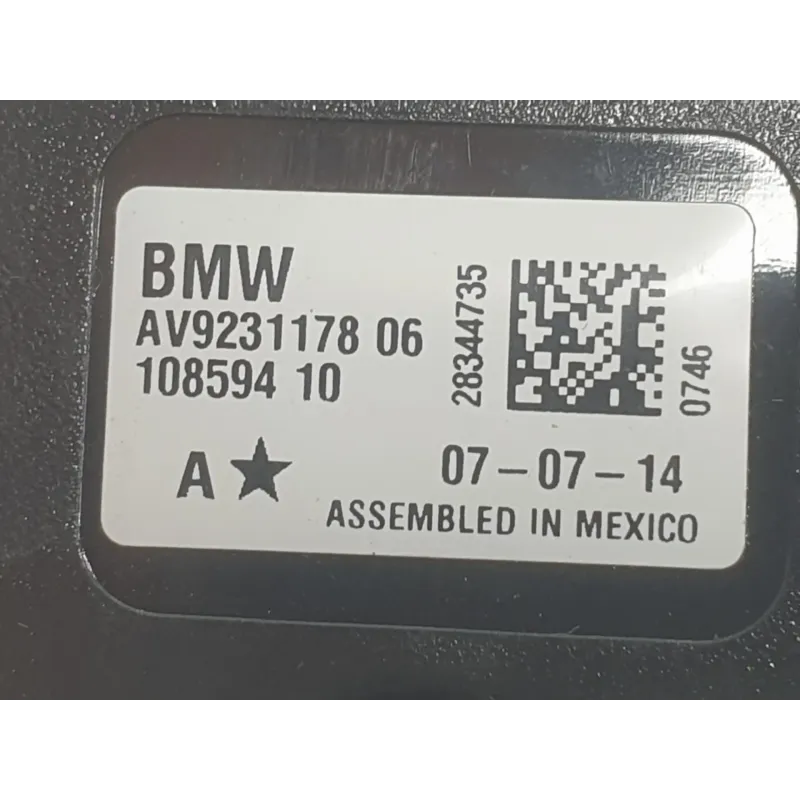 BMW
AV9231178 06
108594 10
28344735
0746
A★
07-07-14
ASSEMBLED IN MEXICO